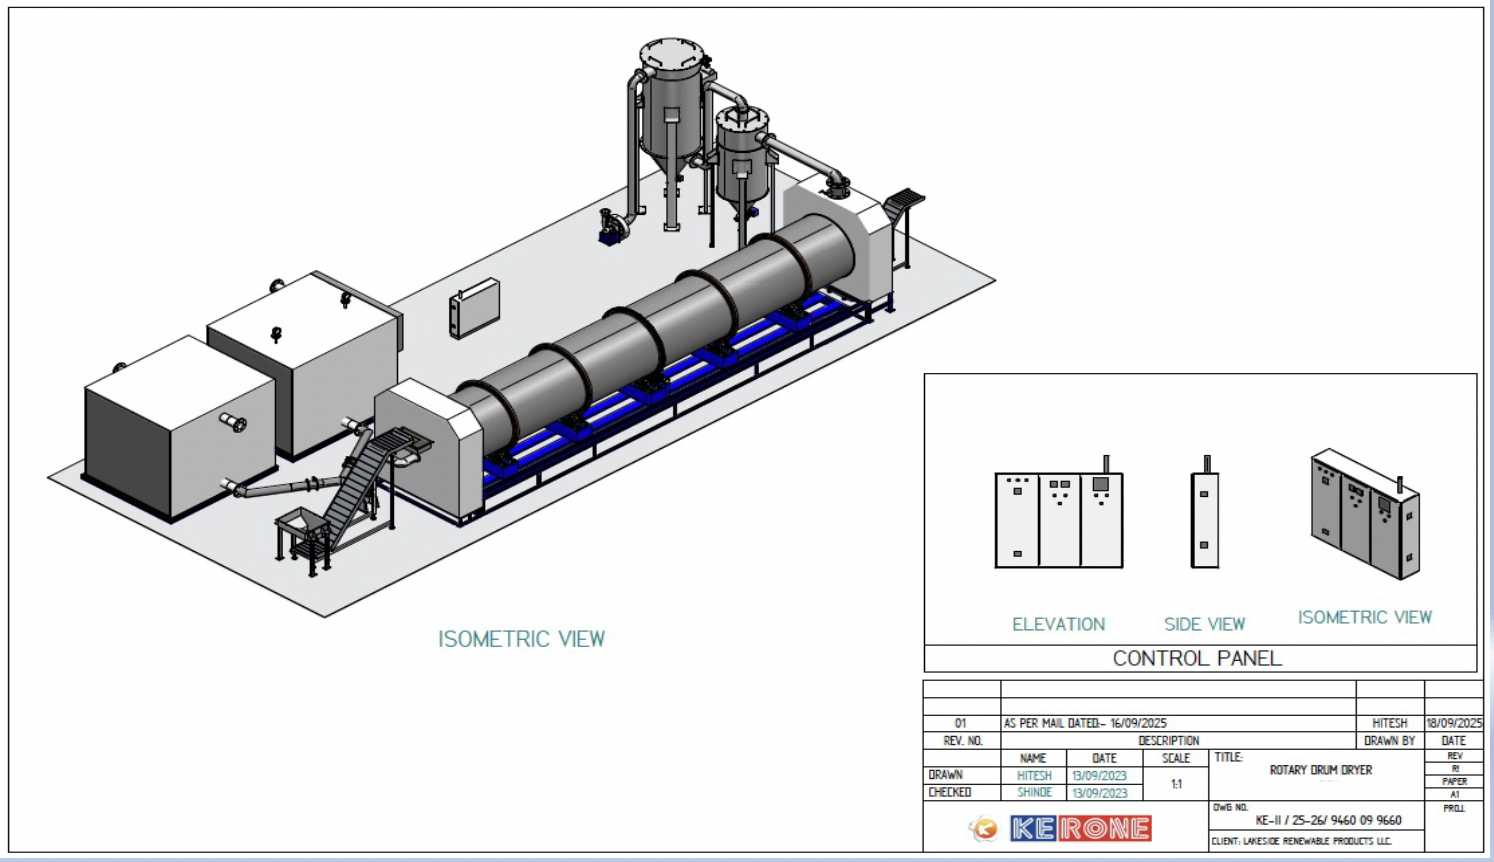 ISOMETRIC VIEW
ELEVATION
SIDE VIEW
ISOMETRIC VIEW
CONTROL PANEL
01 AS PER MAIL DATED:- 16/09/2025 HITESH 18/09/2025
REV. NO. DESCRIPTION DRAWN BY DATE
NAME DATE SCALE
DRAWN HITESH 13/09/2023
CHECKED SHINDE 13/09/2023
1:1
TITLE:
ROTARY DRUM DRYER
REV
R1
PAPER
A1
PROJ.
KERONE
DWG NO.
KE-II / 25-26/ 9460 09 9660
CLIENT: LAKESIDE RENEWABLE PRODUCTS LLC.